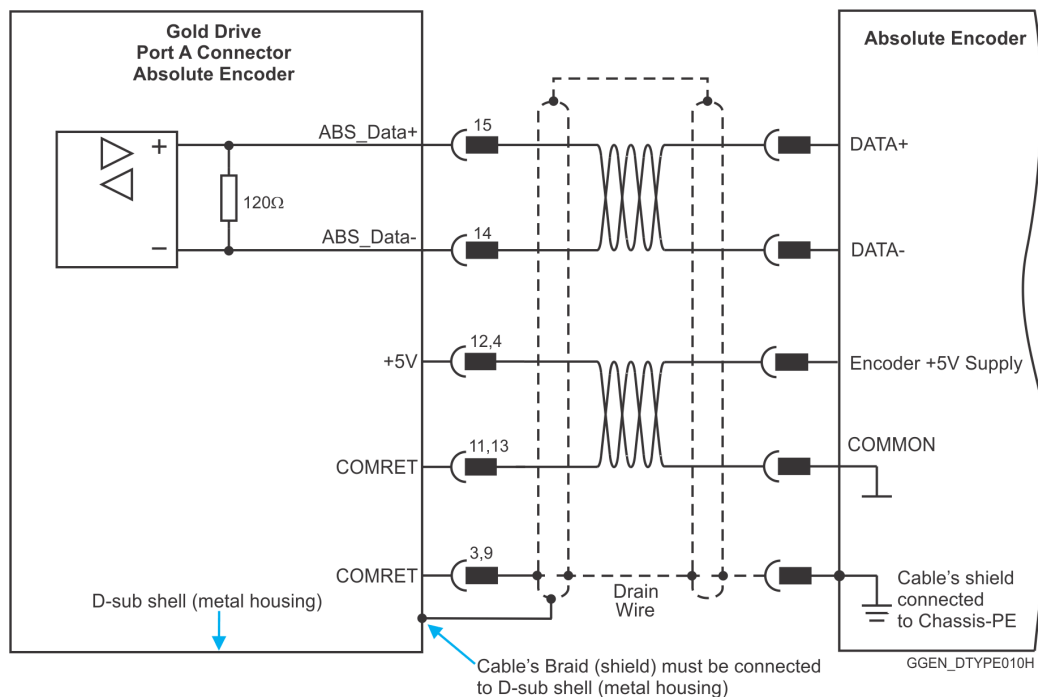 Gold Drive
Port A Connector
Absolute Encoder
Absolute Encoder
+
−
120Ω
ABS_Data+
15
DATA+
ABS_Data-
14
DATA-
+5V
12,4
Encoder +5V Supply
COMRET
11,13
COMMON
COMRET
3,9
Drain
Wire
Cable's shield
connected
to Chassis-PE
D-sub shell (metal housing)
Cable's Braid (shield) must be connected
to D-sub shell (metal housing)
GGEN_DTYPE010H